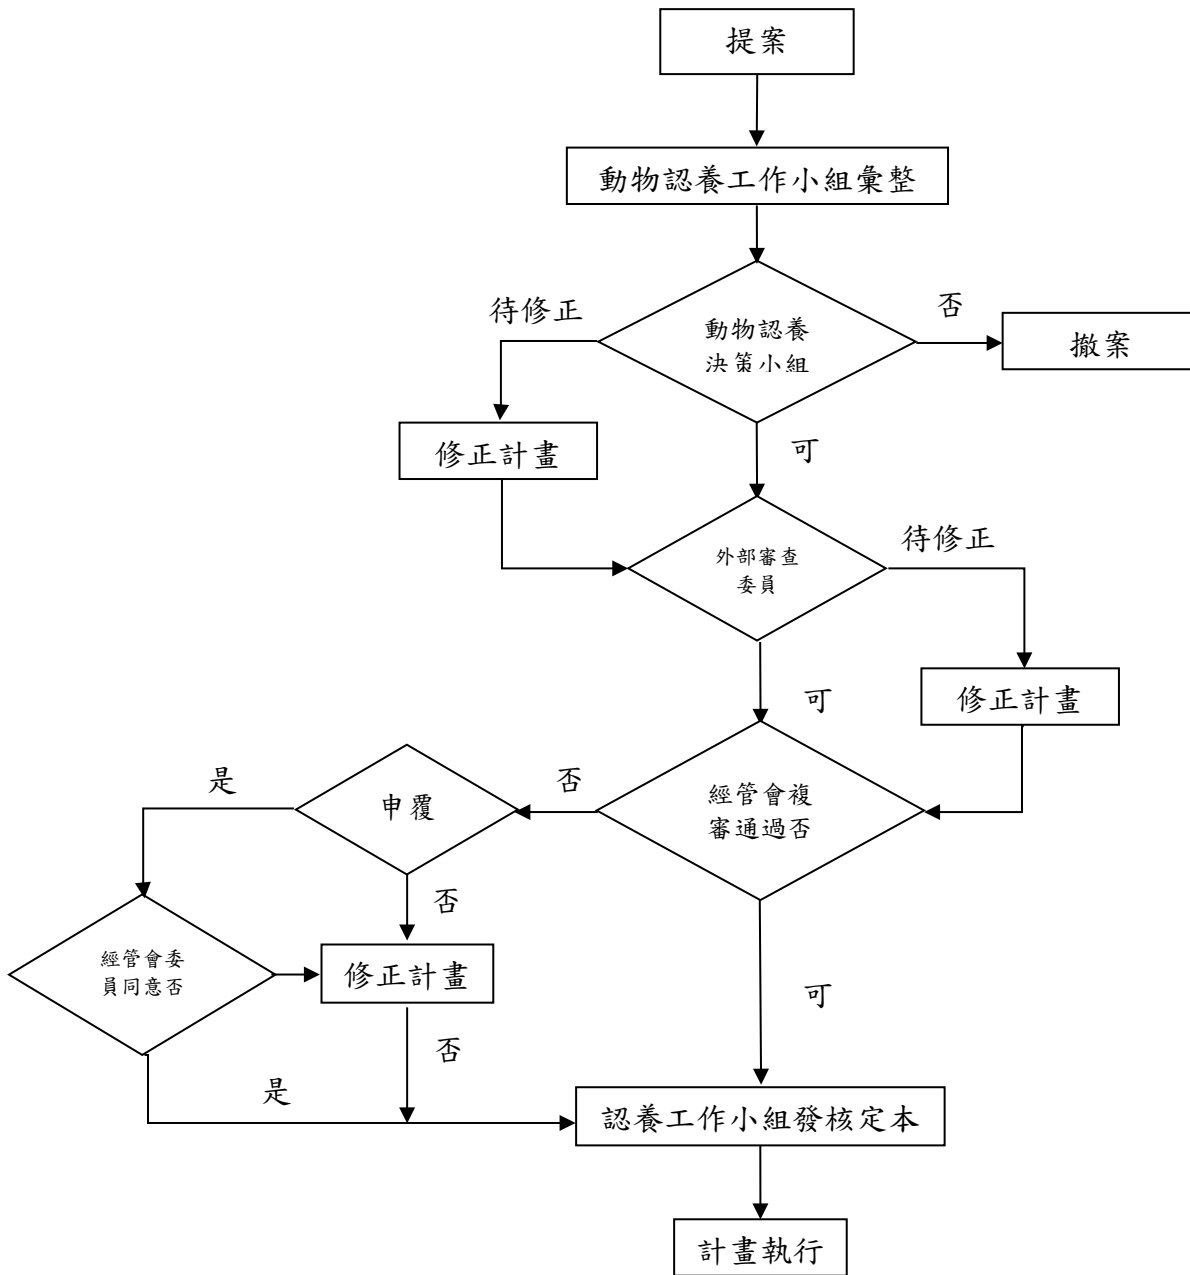 提案
動物認養工作小組彙整
待修正
否
動物認養
決策小組
撤案
修正計畫
可
外部審查
委員
待修正
可
修正計畫
是
申覆
否
經管會複
審通過否
否
經管會委
員同意否
修正計畫
可
否
是
認養工作小組發核定本
計畫執行